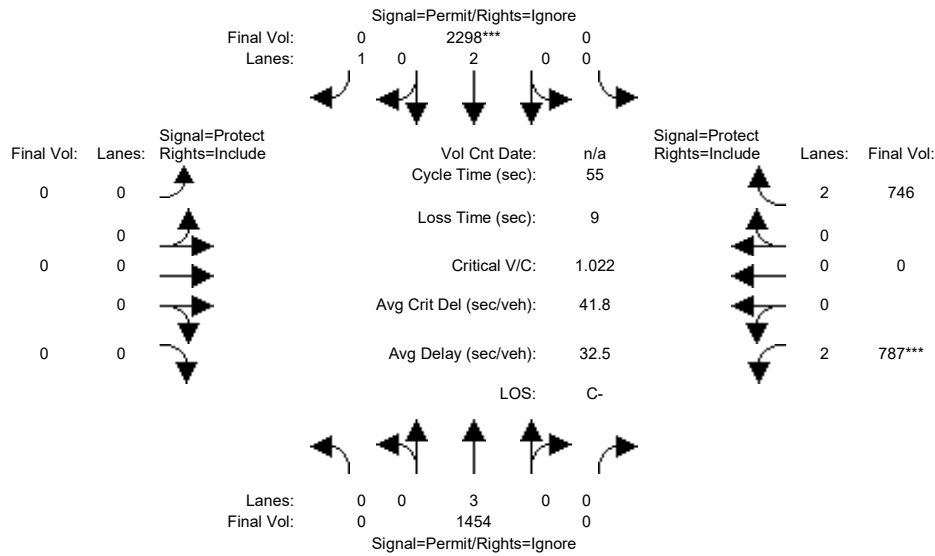 Signal=Permit/Rights=Ignore
Final Vol: 0 2298*** 0
Lanes: 1 0 2 0 0
Signal=Protect Signal=Protect
Final Vol: Lanes: Rights=Include Vol Cnt Date: n/a Rights=Include Lanes: Final Vol:
Cycle Time (sec): 55
0 0 2 746
Loss Time (sec): 9
0 0
0 0 Critical V/C: 1.022 0 0
0 Avg Crit Del (sec/veh): 41.8 0
0 0 Avg Delay (sec/veh): 32.5 2 787***
LOS: C-
Lanes: 0 0 3 0 0
Final Vol: 0 1454 0
Signal=Permit/Rights=Ignore